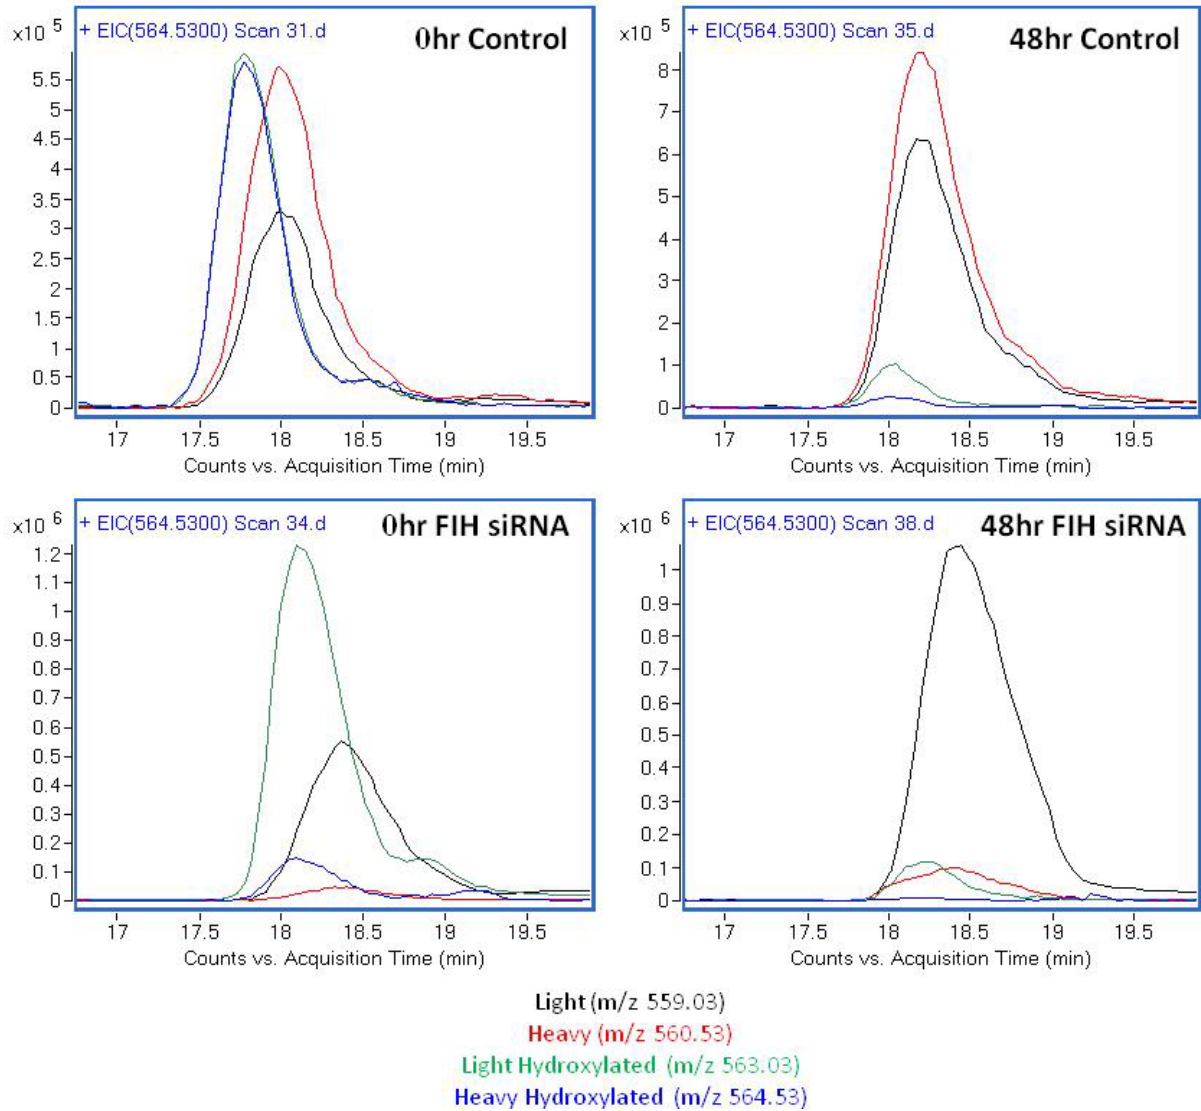 + EIC(564.5300) Scan 31.d
0hr Control
x10 5
5.5
5
4.5
4
3.5
3
2.5
2
1.5
1
0.5
0
17 17.5 18 18.5 19 19.5
Counts vs. Acquisition Time (min)
+ EIC(564.5300) Scan 35.d
48hr Control
x10 5
8
7
6
5
4
3
2
1
0
17 17.5 18 18.5 19 19.5
Counts vs. Acquisition Time (min)
+ EIC(564.5300) Scan 34.d
0hr FIH siRNA
x10 6
1.2
1.1
1
0.9
0.8
0.7
0.6
0.5
0.4
0.3
0.2
0.1
0
17 17.5 18 18.5 19 19.5
Counts vs. Acquisition Time (min)
+ EIC(564.5300) Scan 38.d
48hr FIH siRNA
x10 6
1
0.9
0.8
0.7
0.6
0.5
0.4
0.3
0.2
0.1
0
17 17.5 18 18.5 19 19.5
Counts vs. Acquisition Time (min)
Light (m/z 559.03)
Heavy (m/z 560.53)
Light Hydroxylated (m/z 563.03)
Heavy Hydroxylated (m/z 564.53)